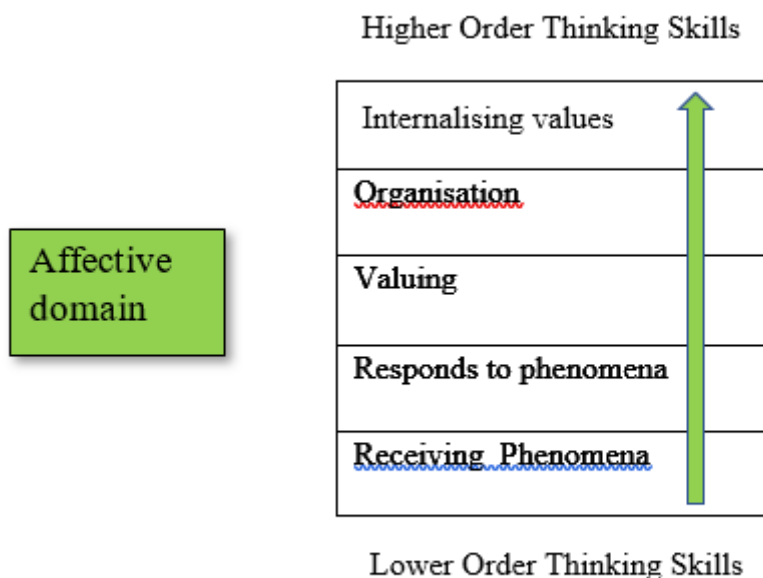 Higher Order Thinking Skills
Internalising values
Organisation
Affective
domain
Valuing
Responds to phenomena
Receiving Phenomena
Lower Order Thinking Skills